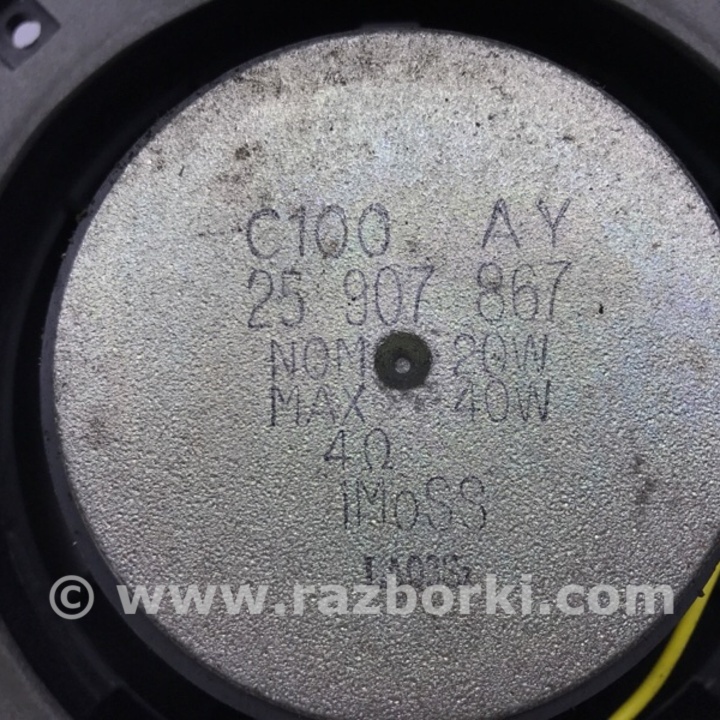 C100 AY
25 907 867
NOM 20W
MAX 40W
4Ω
IMoSS
© www.razborki.com